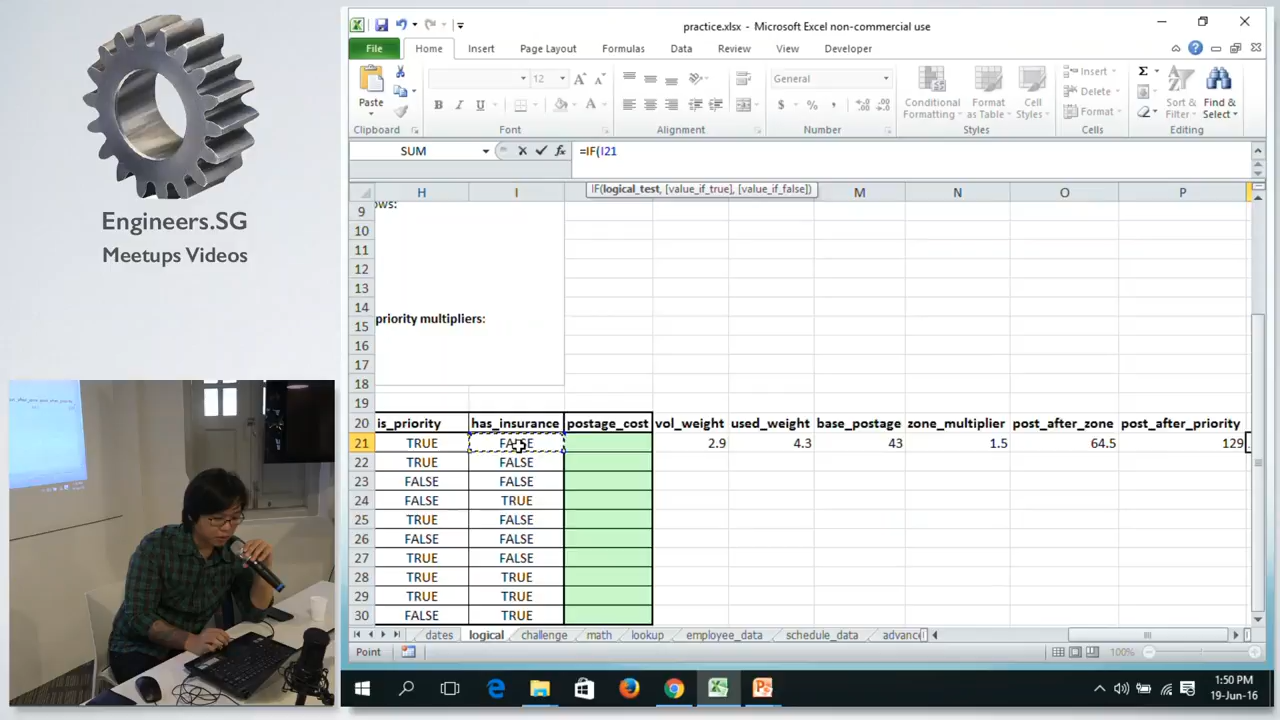 Engineers.SG
Meetups Videos
practice.xlsx - Microsoft Excel non-commercial use
File Home Insert Page Layout Formulas Data Review View Developer
Paste
12
General
Conditional Formatting
Format as Table
Cell Styles
Insert
Delete
Format
Sort & Filter
Find & Select
Clipboard Font Alignment Number Styles Cells Editing
SUM =IF(I21
IF(logical_test, [value_if_true], [value_if_false])
H I M N O P
9 ows:
10
11
12
13
14
15 priority multipliers:
16
17
18
19
20 is_priority has_insurance postage_cost vol_weight used_weight base_postage zone_multiplier post_after_zone post_after_priority
21 TRUE FALSE 2.9 4.3 43 1.5 64.5 129
22 TRUE FALSE
23 FALSE FALSE
24 FALSE TRUE
25 TRUE FALSE
26 FALSE FALSE
27 TRUE FALSE
28 TRUE TRUE
29 TRUE TRUE
30 FALSE TRUE
dates logical challenge math lookup employee_data schedule_data advanc
Point 100%
1:50 PM
19-Jun-16